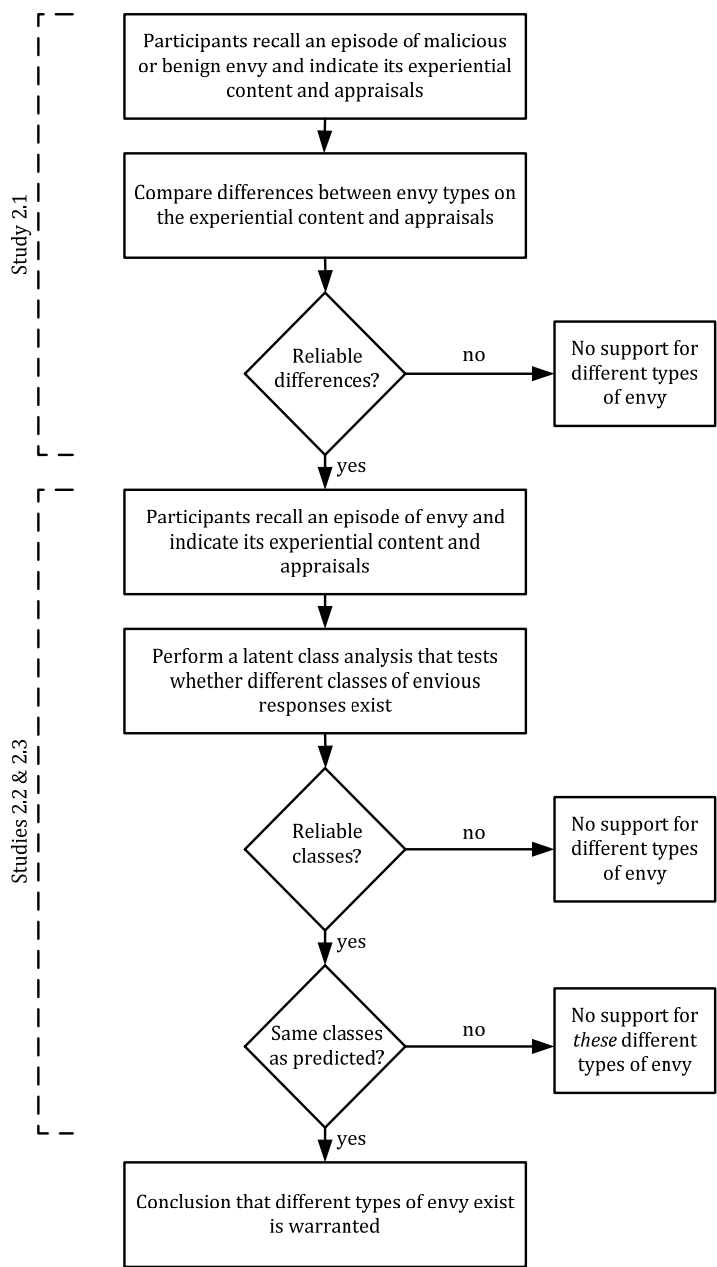 Participants recall an episode of malicious
or benign envy and indicate its experiential
content and appraisals
Compare differences between envy types on
the experiential content and appraisals
Study 2.1
Reliable
differences?
no
No support for
different types
of envy
yes
Participants recall an episode of envy and
indicate its experiential content and
appraisals
Perform a latent class analysis that tests
whether different classes of envious
responses exist
Studies 2.2 & 2.3
Reliable
classes?
no
No support for
different types
of envy
yes
Same classes
as predicted?
no
No support for
these different
types of envy
yes
Conclusion that different types of envy exist
is warranted